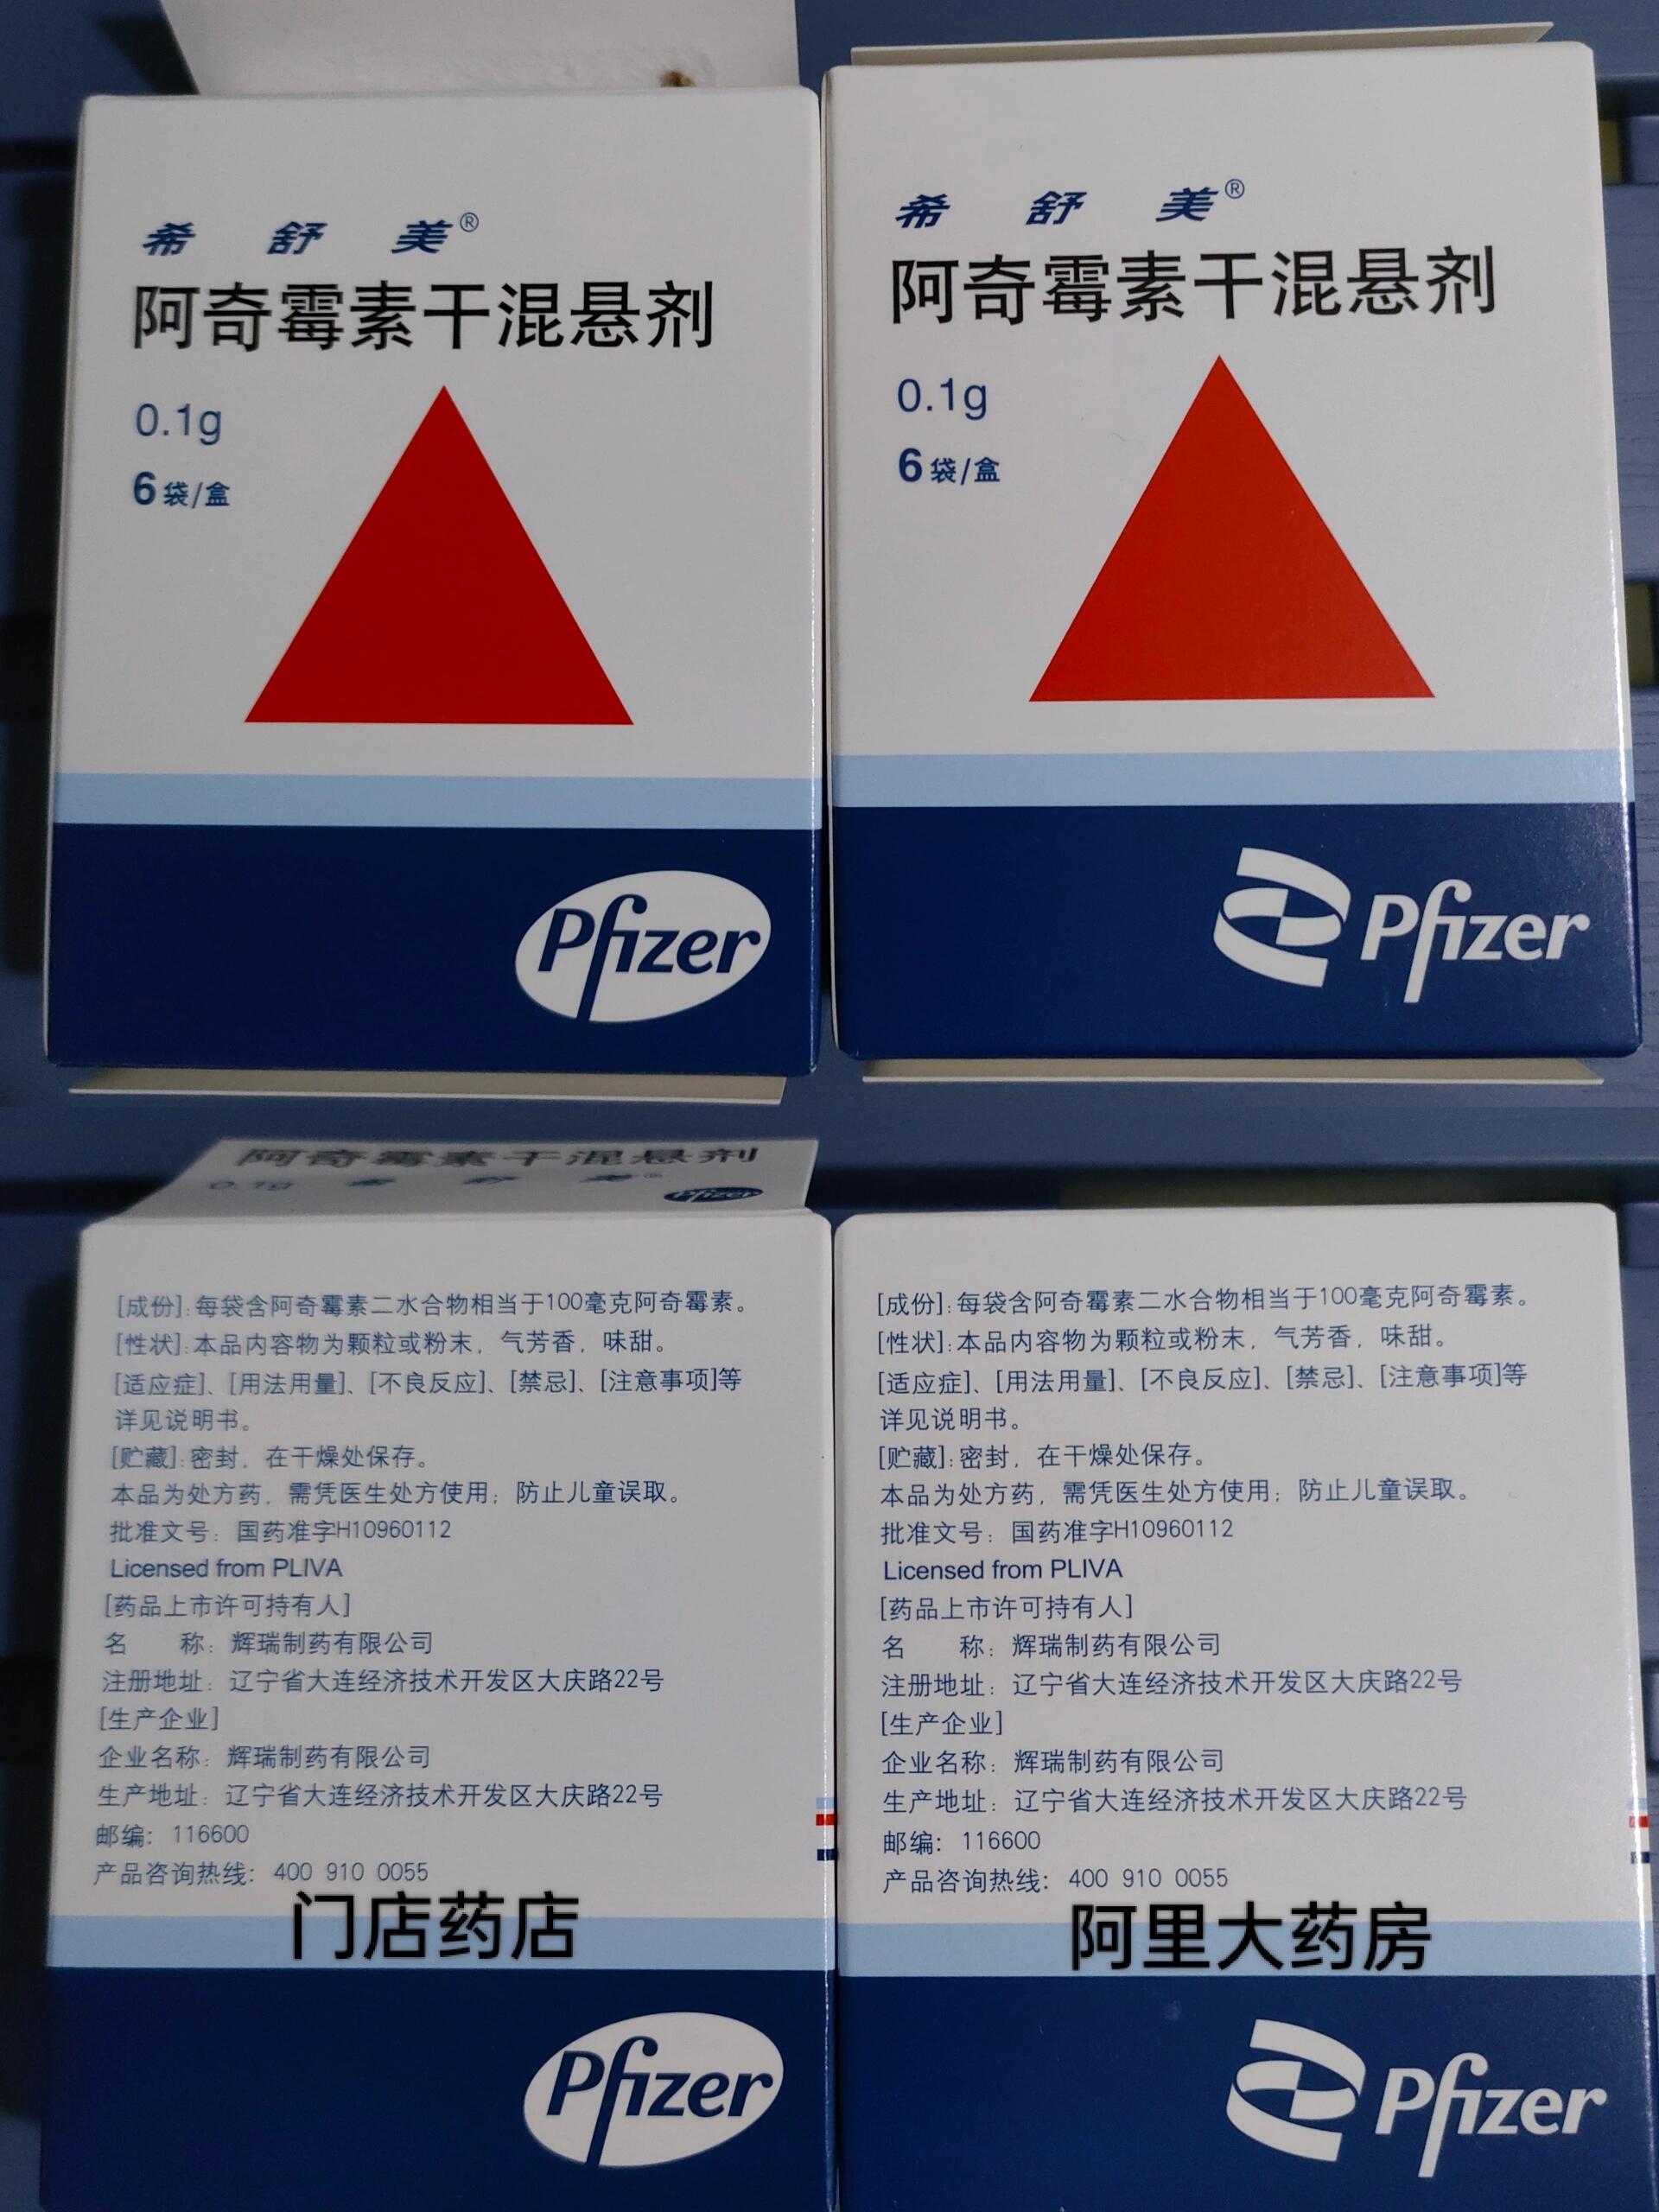 希 舒 美®
阿奇霉素干混悬剂
0.1g
6袋/盒
Pfizer
希 舒 美®
阿奇霉素干混悬剂
0.1g
6袋/盒
Pfizer
阿奇霉素干混悬剂
0.1g 希 舒 美® Pfizer
[成份]:每袋含阿奇霉素二水合物相当于100毫克阿奇霉素。
[性状]:本品内容物为颗粒或粉末，气芳香，味甜。
[适应症]、[用法用量]、[不良反应]、[禁忌]、[注意事项]等
详见说明书。
[贮藏]:密封，在干燥处保存。
本品为处方药，需凭医生处方使用；防止儿童误取。
批准文号：国药准字H10960112
Licensed from PLIVA
[药品上市许可持有人]
名 称：辉瑞制药有限公司
注册地址：辽宁省大连经济技术开发区大庆路22号
[生产企业]
企业名称：辉瑞制药有限公司
生产地址：辽宁省大连经济技术开发区大庆路22号
邮编：116600
产品咨询热线：400 910 0055
门店药店
Pfizer
[成份]:每袋含阿奇霉素二水合物相当于100毫克阿奇霉素。
[性状]:本品内容物为颗粒或粉末，气芳香，味甜。
[适应症]、[用法用量]、[不良反应]、[禁忌]、[注意事项]等
详见说明书。
[贮藏]:密封，在干燥处保存。
本品为处方药，需凭医生处方使用；防止儿童误取。
批准文号：国药准字H10960112
Licensed from PLIVA
[药品上市许可持有人]
名 称：辉瑞制药有限公司
注册地址：辽宁省大连经济技术开发区大庆路22号
[生产企业]
企业名称：辉瑞制药有限公司
生产地址：辽宁省大连经济技术开发区大庆路22号
邮编：116600
产品咨询热线：400 910 0055
阿里大药房
Pfizer